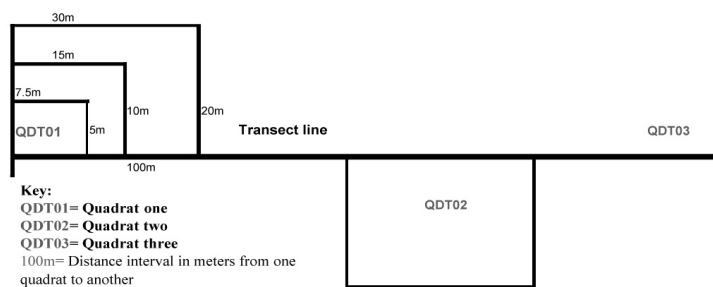 30m
15m
7.5m
QDT01
5m
10m
20m
Transect line
QDT03
100m
QDT02
Key:
QDT01= Quadrat one
QDT02= Quadrat two
QDT03= Quadrat three
100m= Distance interval in meters from one
quadrat to another